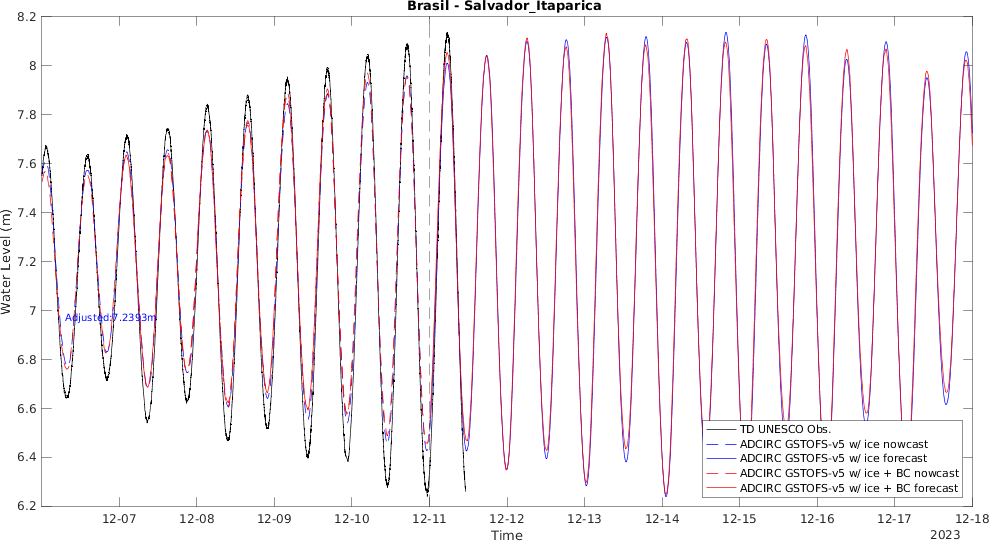 Brasil - Salvador_Itaparica
8.2
8
7.8
7.6
7.4
7.2
7
6.8
6.6
6.4
6.2
Water Level (m)
Adjusted:7.2393m
TD UNESCO Obs.
ADCIRC GSTOFS-v5 w/ ice nowcast
ADCIRC GSTOFS-v5 w/ ice forecast
ADCIRC GSTOFS-v5 w/ ice + BC nowcast
ADCIRC GSTOFS-v5 w/ ice + BC forecast
12-07 12-08 12-09 12-10 12-11 12-12 12-13 12-14 12-15 12-16 12-17 12-18
Time
2023